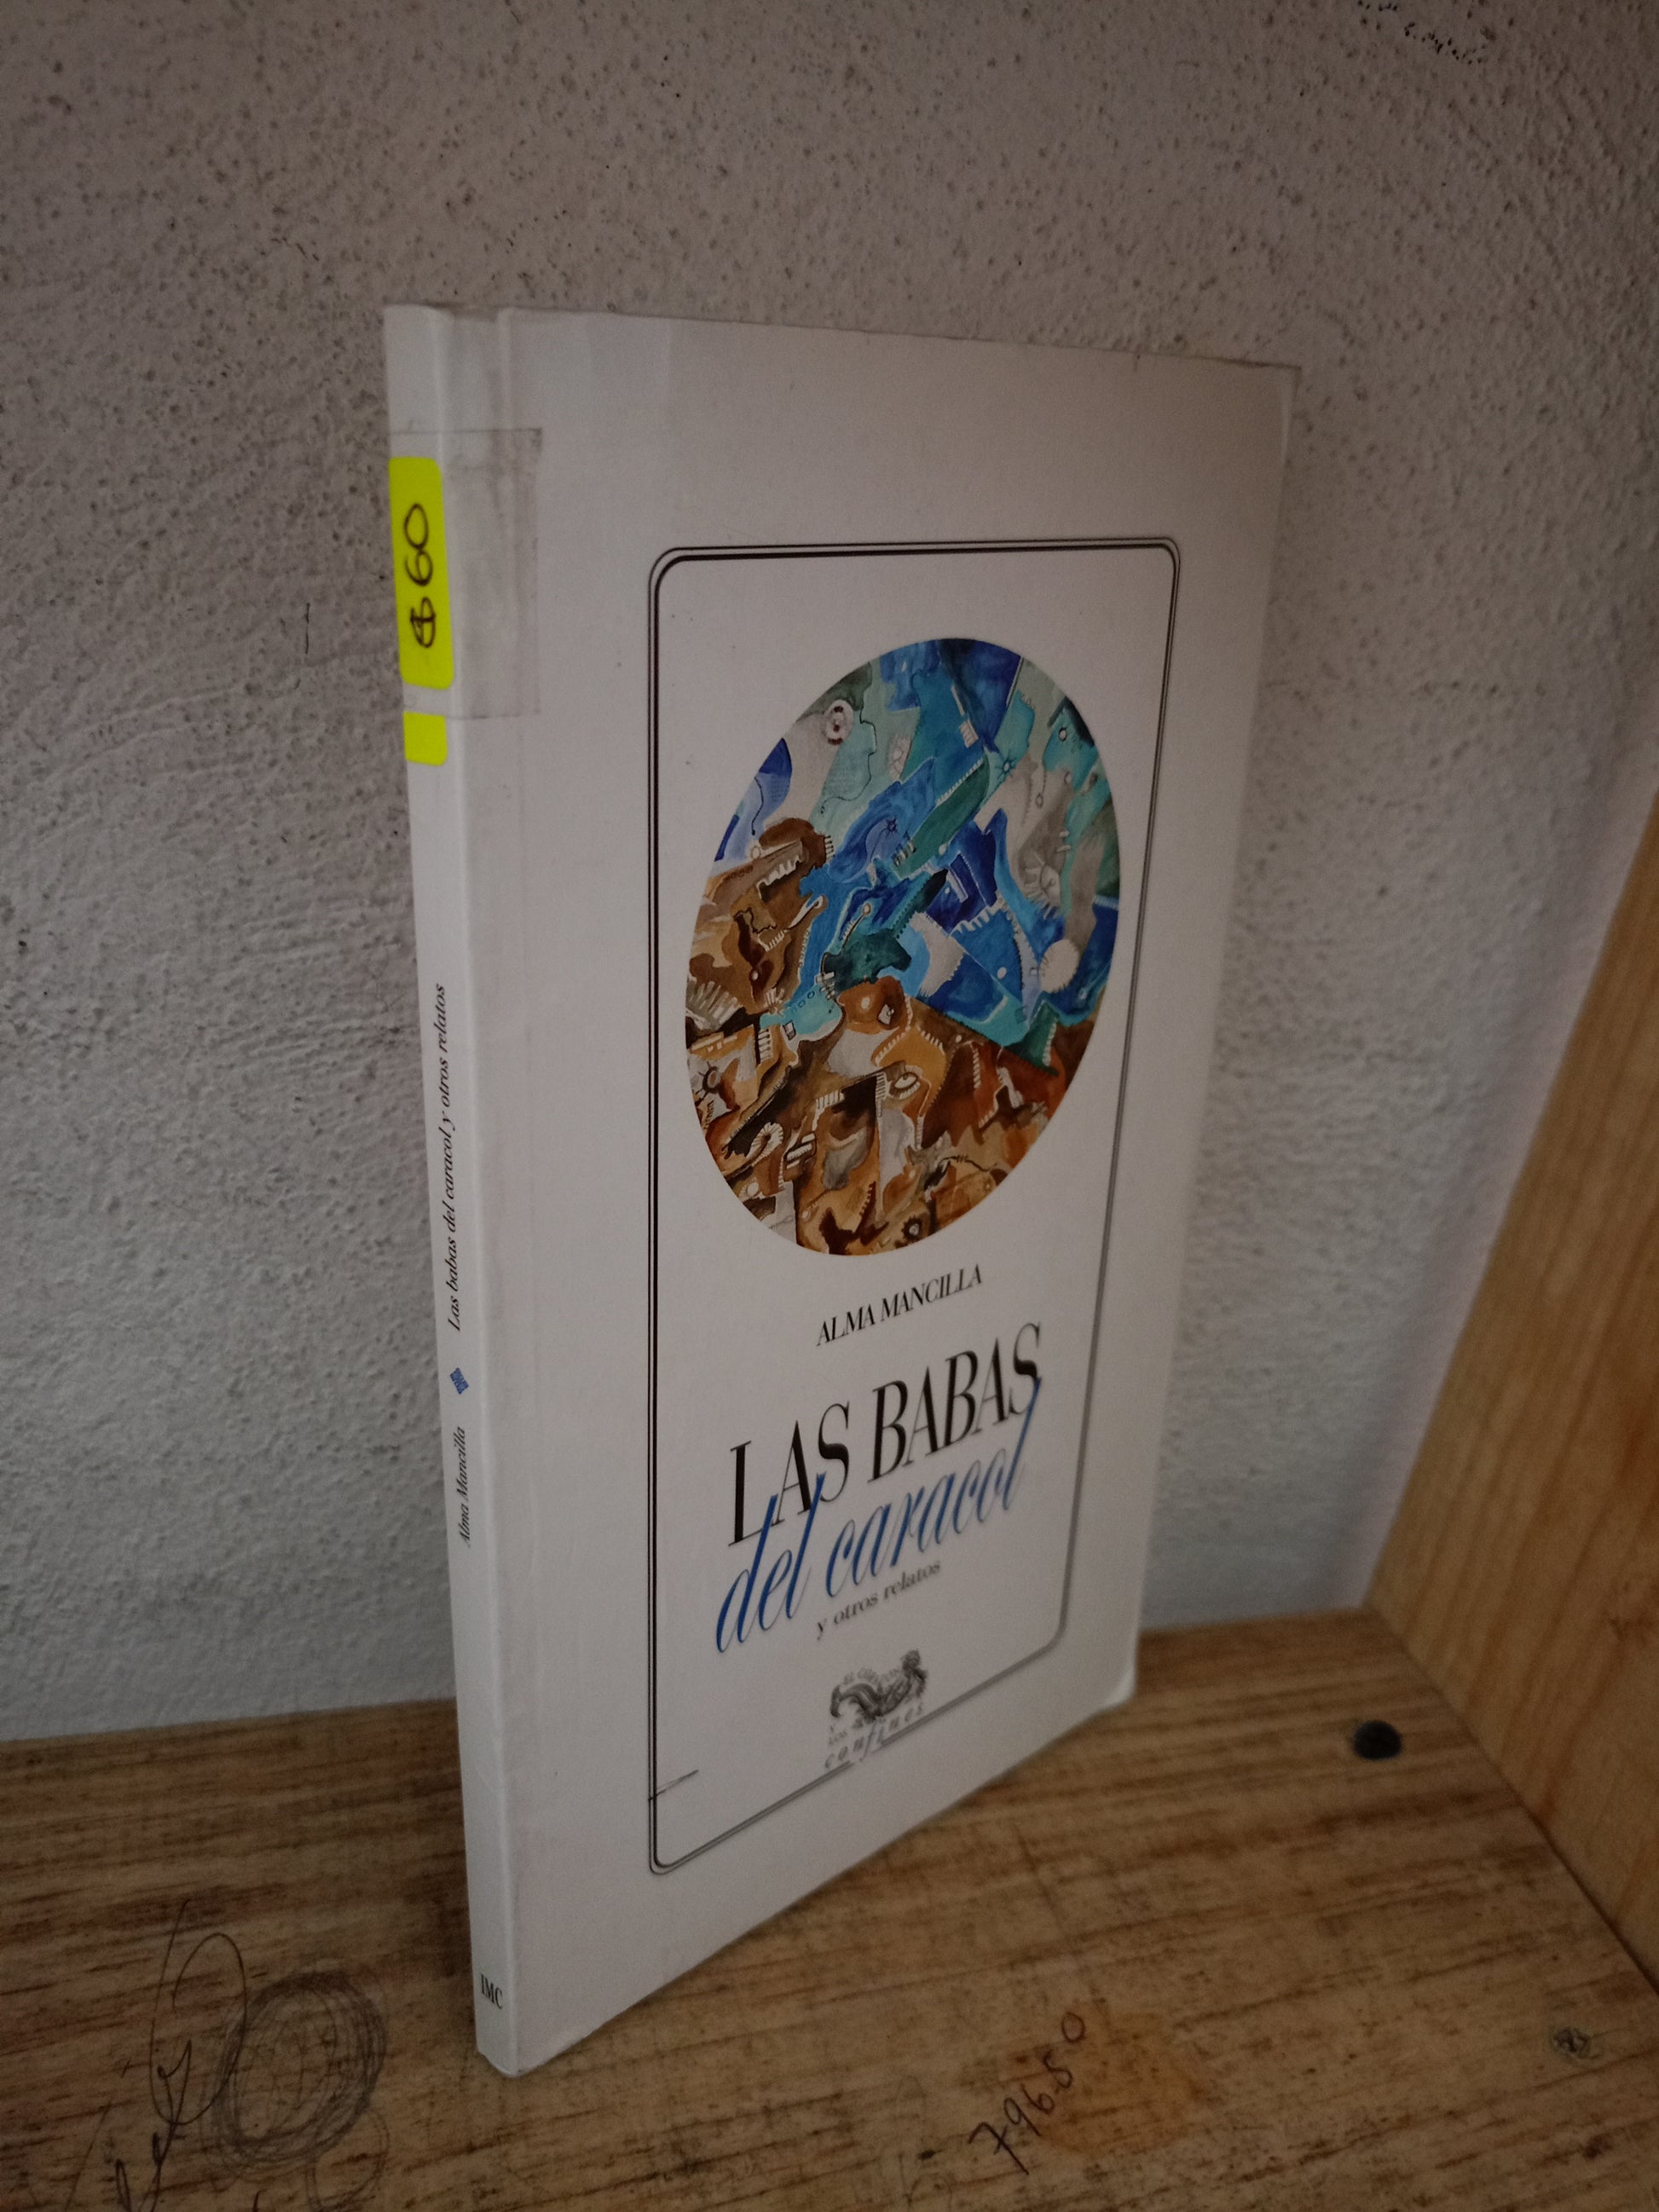 $60
Alma Mancilla Las babas del caracol y otros relatos
IMC
ALMA MANCILLA
LAS BABAS
del caracol
y otros relatos
Y LOS
confines
796.50